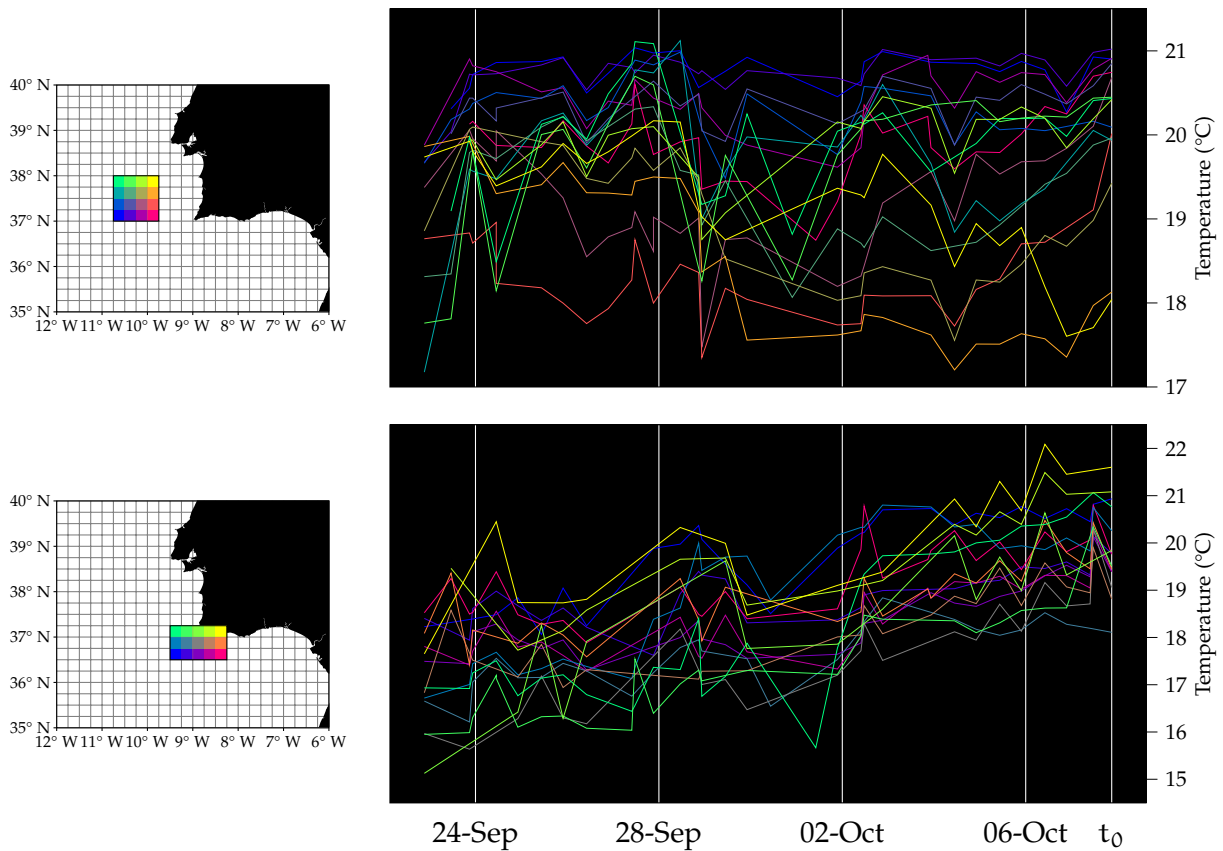 40° N
39° N
38° N
37° N
36° N
35° N
12° W 11° W 10° W 9° W 8° W 7° W 6° W
21
20
19
18
17
Temperature (°C)
40° N
39° N
38° N
37° N
36° N
35° N
12° W 11° W 10° W 9° W 8° W 7° W 6° W
22
21
20
19
18
17
16
15
Temperature (°C)
24-Sep 28-Sep 02-Oct 06-Oct t₀